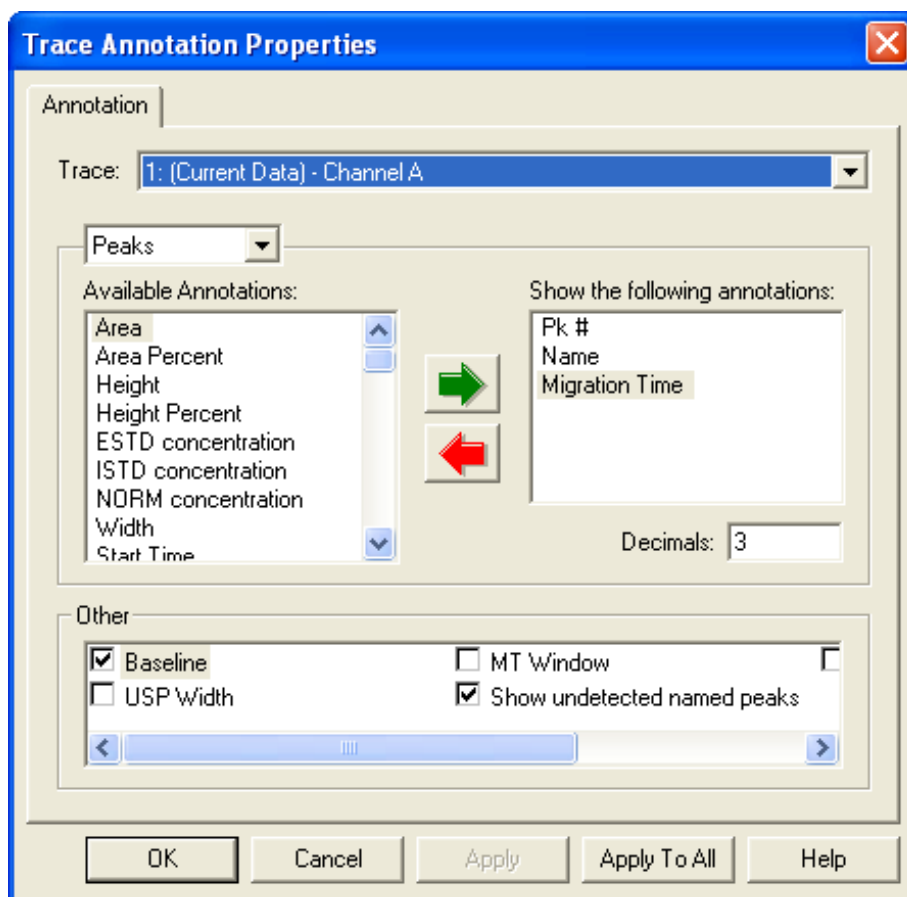 Trace Annotation Properties
Annotation
Trace: 1: (Current Data) - Channel A
Peaks
Available Annotations:
Area
Area Percent
Height
Height Percent
ESTD concentration
ISTD concentration
NORM concentration
Width
Start Time
Show the following annotations:
Pk #
Name
Migration Time
Decimals: 3
Other
Baseline
MT Window
USP Width
Show undetected named peaks
OK
Cancel
Apply
Apply To All
Help